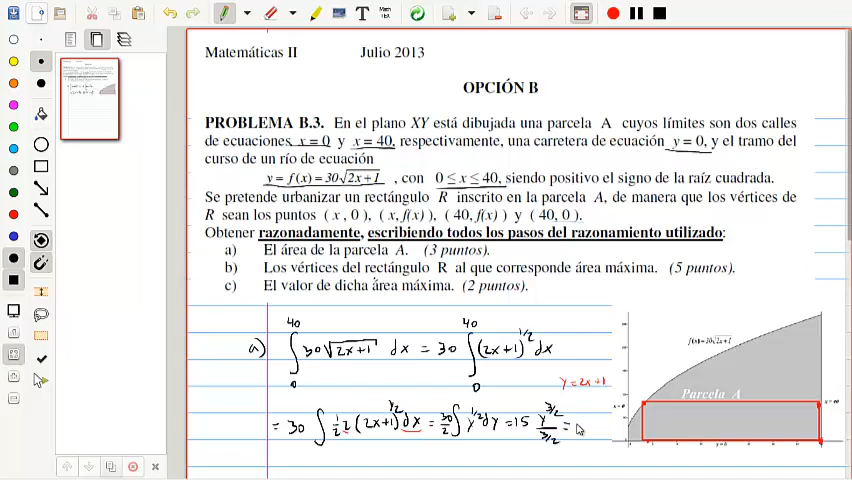 Matemáticas II Julio 2013
OPCIÓN B
PROBLEMA B.3. En el plano XY está dibujada una parcela A cuyos límites son dos calles
de ecuaciones x = 0 y x = 40, respectivamente, una carretera de ecuación y = 0, y el tramo del
curso de un río de ecuación
y = f(x) = 30√(2x+1), con 0 ≤ x ≤ 40, siendo positivo el signo de la raíz cuadrada.
Se pretende urbanizar un rectángulo R inscrito en la parcela A, de manera que los vértices de
R sean los puntos ( x , 0 ), ( x, f(x) ), ( 40, f(x) ) y ( 40, 0 ).
Obtener razonadamente, escribiendo todos los pasos del razonamiento utilizado:
a) El área de la parcela A. (3 puntos).
b) Los vértices del rectángulo R al que corresponde área máxima. (5 puntos).
c) El valor de dicha área máxima. (2 puntos).
a) ∫₀⁴⁰ 30√(2x+1) dx = 30 ∫₀⁴⁰ (2x+1)^1/2 dx
y = 2x+1
= 30 ∫ 1/2 2 (2x+1)^1/2 dx = 30/2 ∫ y^1/2 dy = 15 y^3/2 / 3/2 =
f(x) = 30√(2x+1)
Parcela A
x = 0
x = 40
y = 0
T
Math
TEX